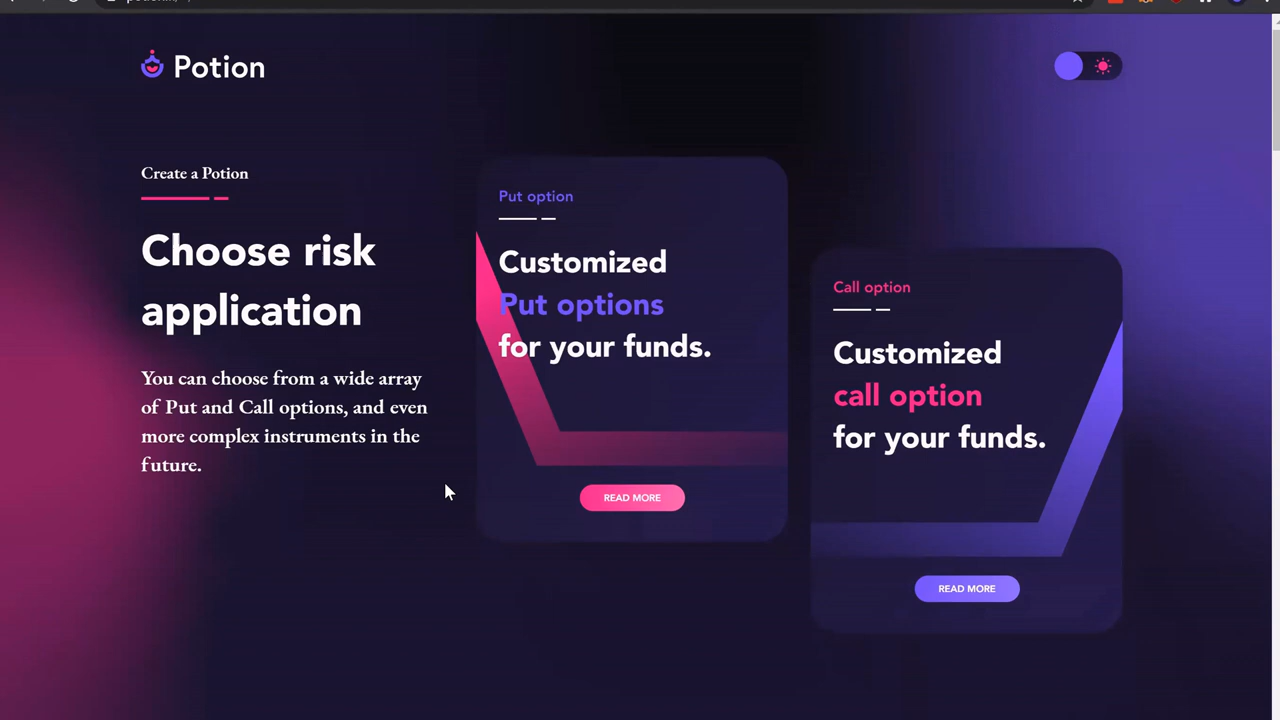 Potion
Create a Potion
Choose risk
application
You can choose from a wide array
of Put and Call options, and even
more complex instruments in the
future.
Put option
Customized
Put options
for your funds.
READ MORE
Call option
Customized
call option
for your funds.
READ MORE